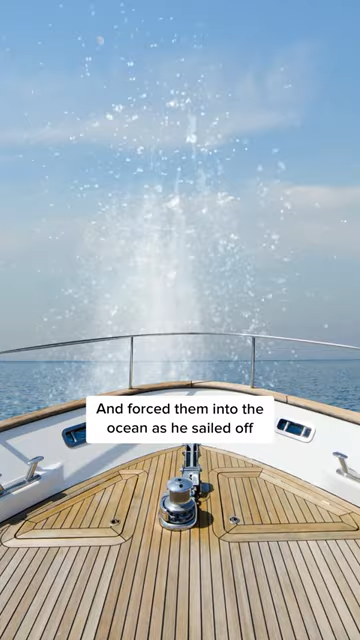 And forced them into the
ocean as he sailed off